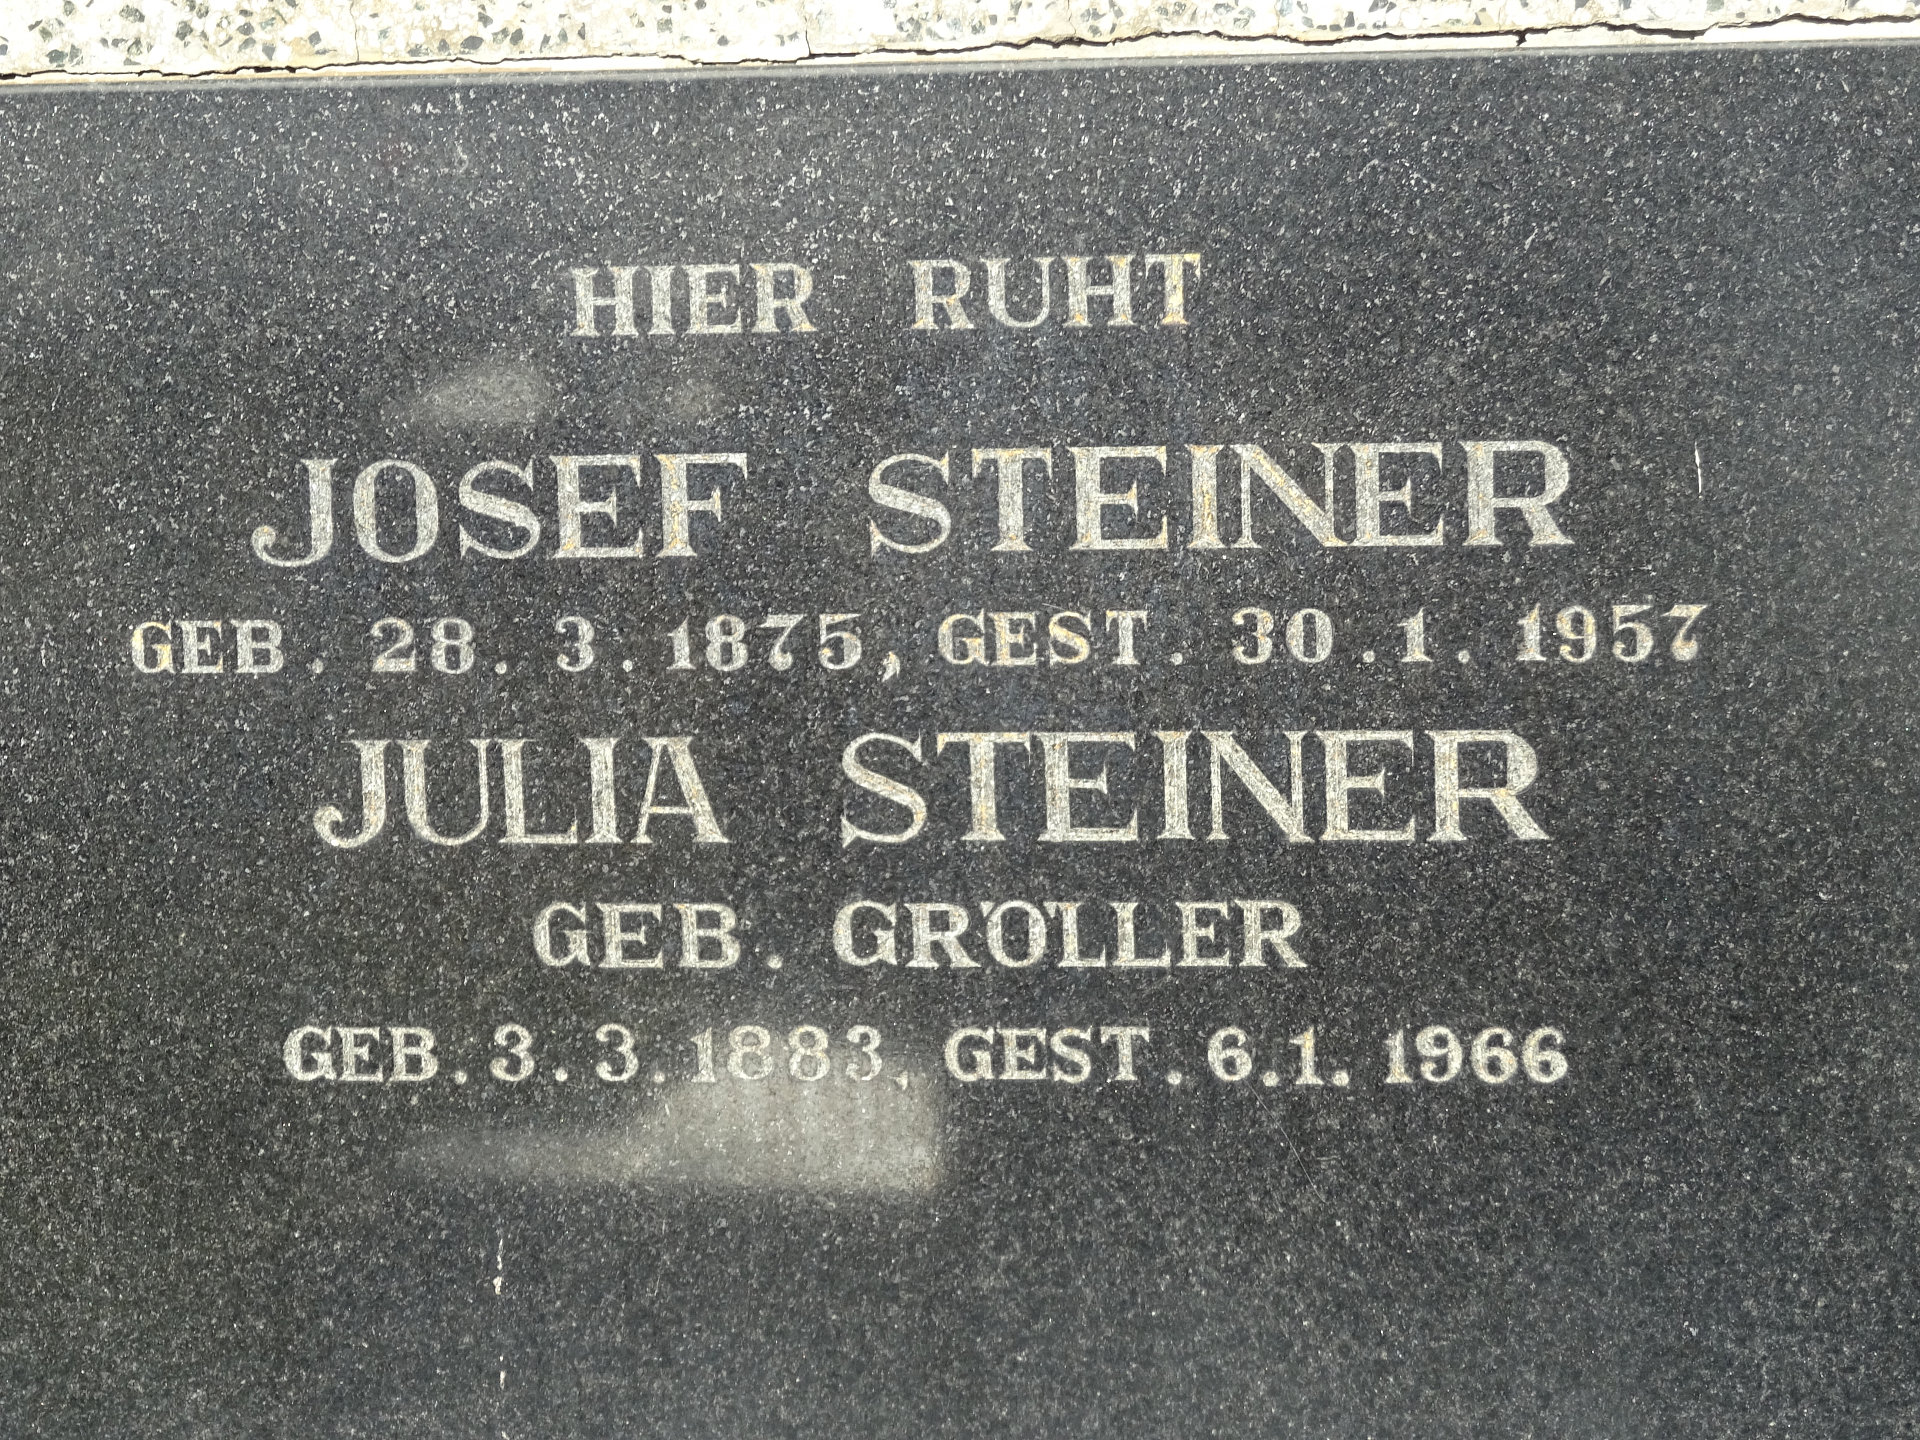 HIER RUHT
JOSEF STEINER
GEB. 28. 3. 1875, GEST. 30.1. 1957
JULIA STEINER
GEB. GRÖLLER
GEB. 3. 3. 1883, GEST. 6.1. 1966